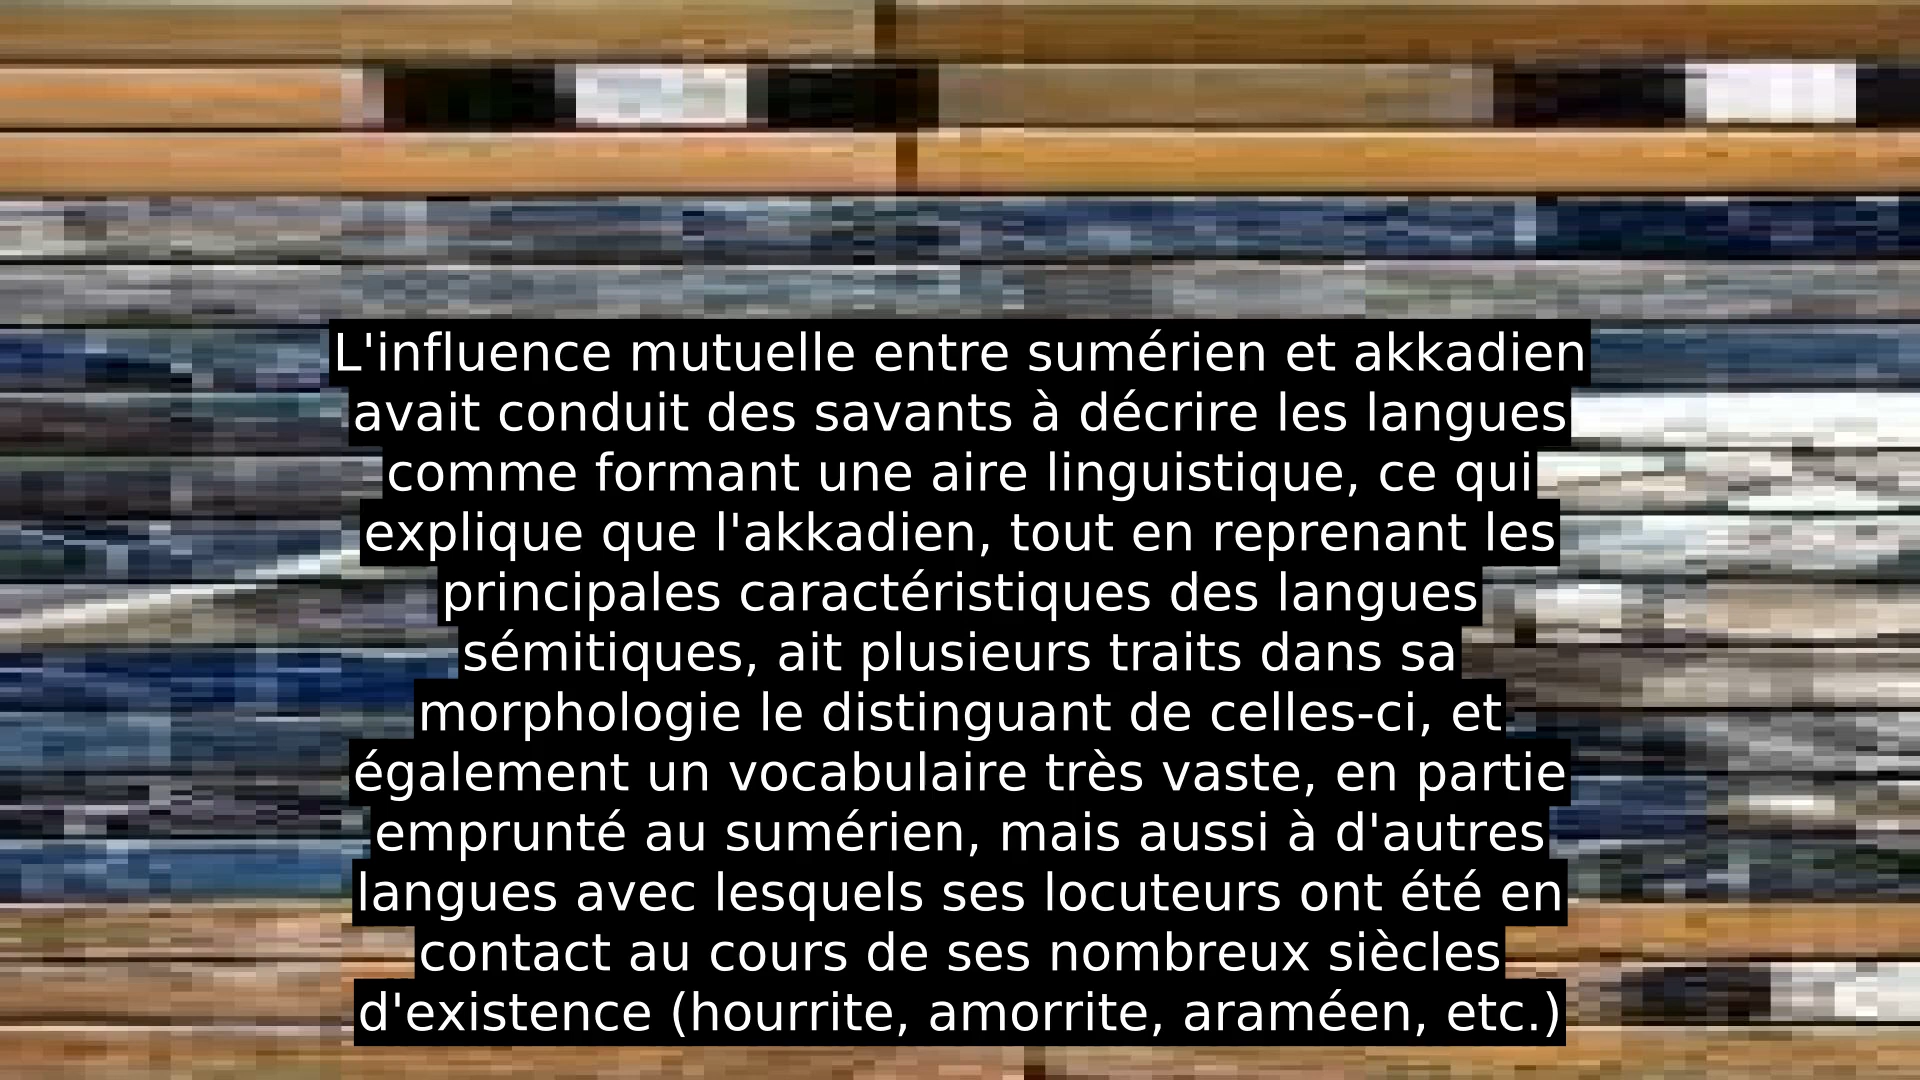 L'influence mutuelle entre sumérien et akkadien
avait conduit des savants à décrire les langues
comme formant une aire linguistique, ce qui
explique que l'akkadien, tout en reprenant les
principales caractéristiques des langues
sémitiques, ait plusieurs traits dans sa
morphologie le distinguant de celles-ci, et
également un vocabulaire très vaste, en partie
emprunté au sumérien, mais aussi à d'autres
langues avec lesquels ses locuteurs ont été en
contact au cours de ses nombreux siècles
d'existence (hourrite, amorrite, araméen, etc.)